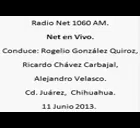 Radio Net 1060 AM.
Net en Vivo.
Conduce: Rogelio González Quiroz,
Ricardo Chávez Carbajal,
Alejandro Velasco.
Cd. Juárez, Chihuahua.
11 Junio 2013.